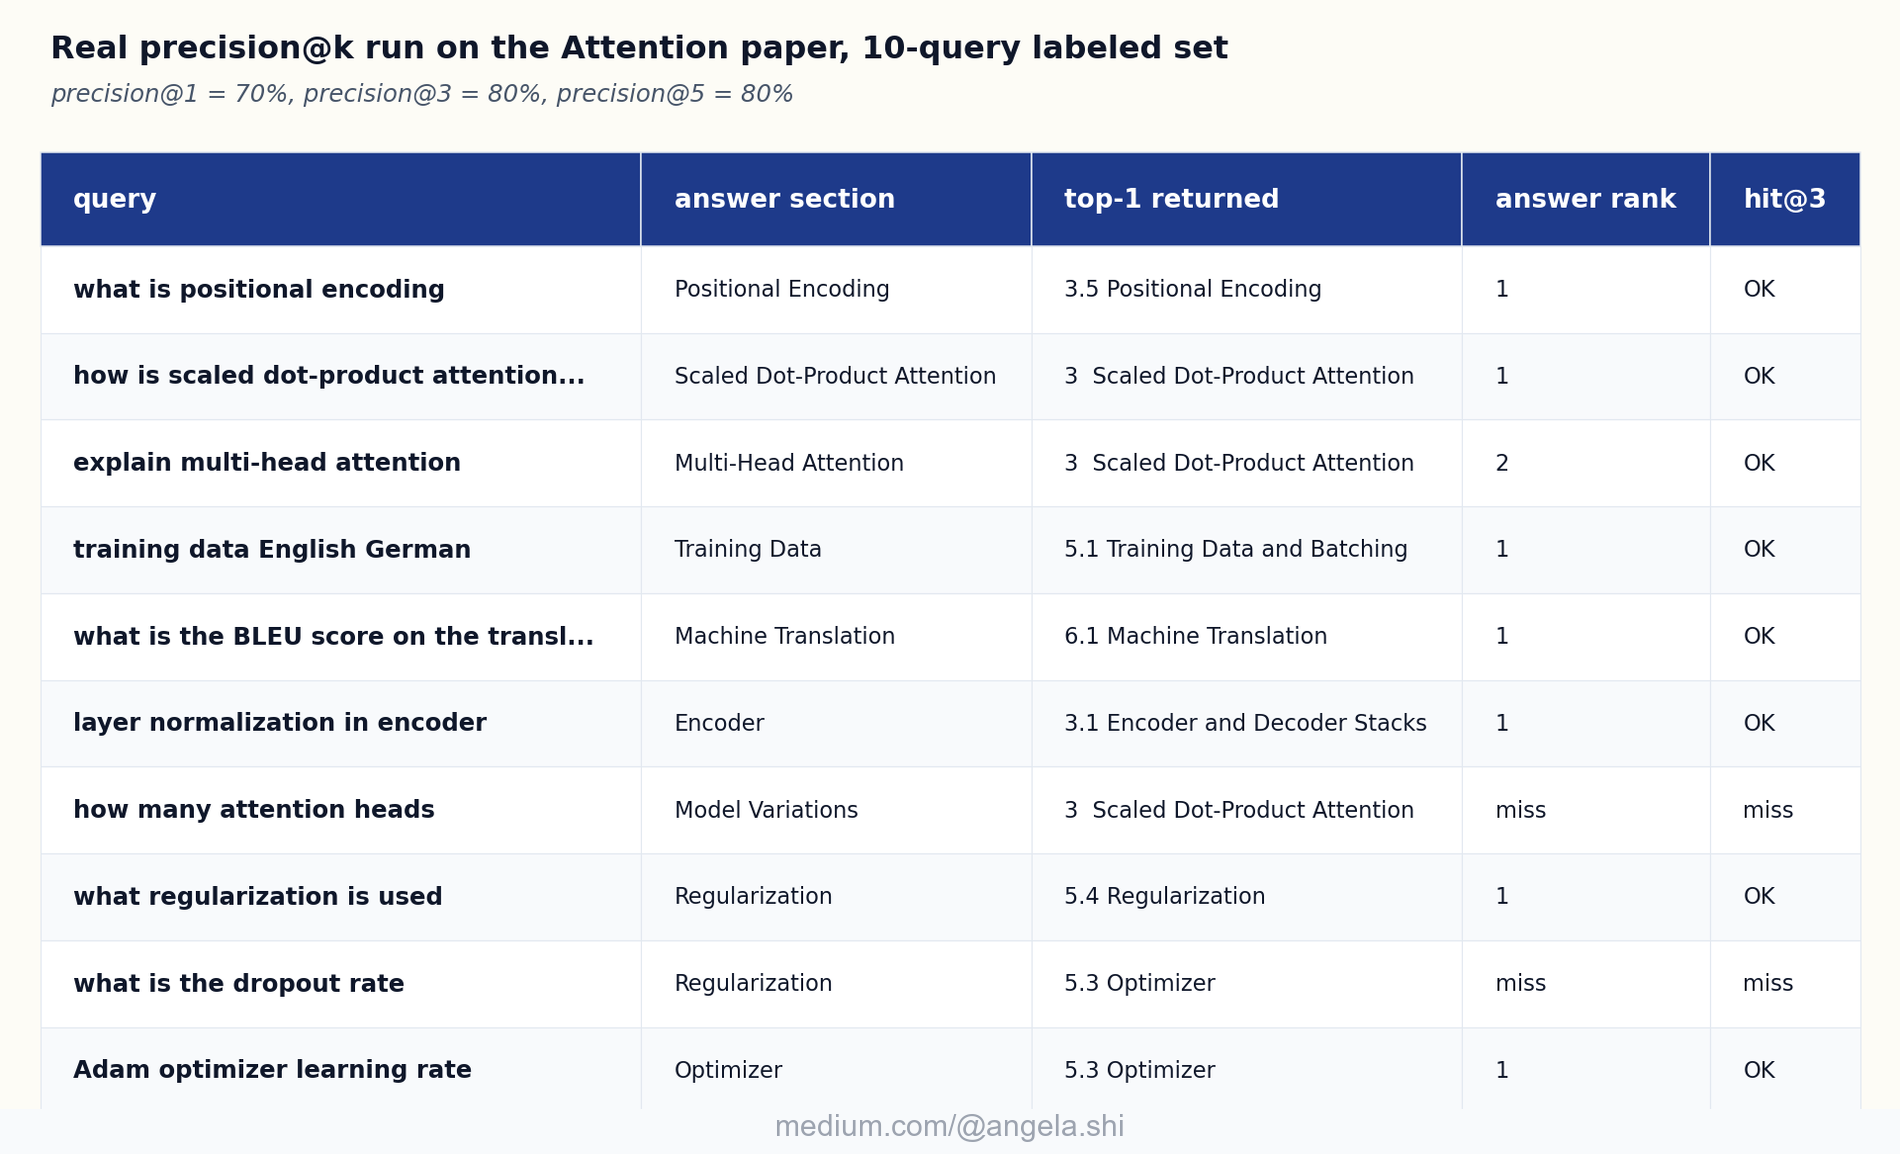 Real precision@k run on the Attention paper, 10-query labeled set
precision@1 = 70%, precision@3 = 80%, precision@5 = 80%
query answer section top-1 returned answer rank hit@3
what is positional encoding Positional Encoding 3.5 Positional Encoding 1 OK
how is scaled dot-product attention... Scaled Dot-Product Attention 3 Scaled Dot-Product Attention 1 OK
explain multi-head attention Multi-Head Attention 3 Scaled Dot-Product Attention 2 OK
training data English German Training Data 5.1 Training Data and Batching 1 OK
what is the BLEU score on the transl... Machine Translation 6.1 Machine Translation 1 OK
layer normalization in encoder Encoder 3.1 Encoder and Decoder Stacks 1 OK
how many attention heads Model Variations 3 Scaled Dot-Product Attention miss miss
what regularization is used Regularization 5.4 Regularization 1 OK
what is the dropout rate Regularization 5.3 Optimizer miss miss
Adam optimizer learning rate Optimizer 5.3 Optimizer 1 OK
medium.com/@angela.shi